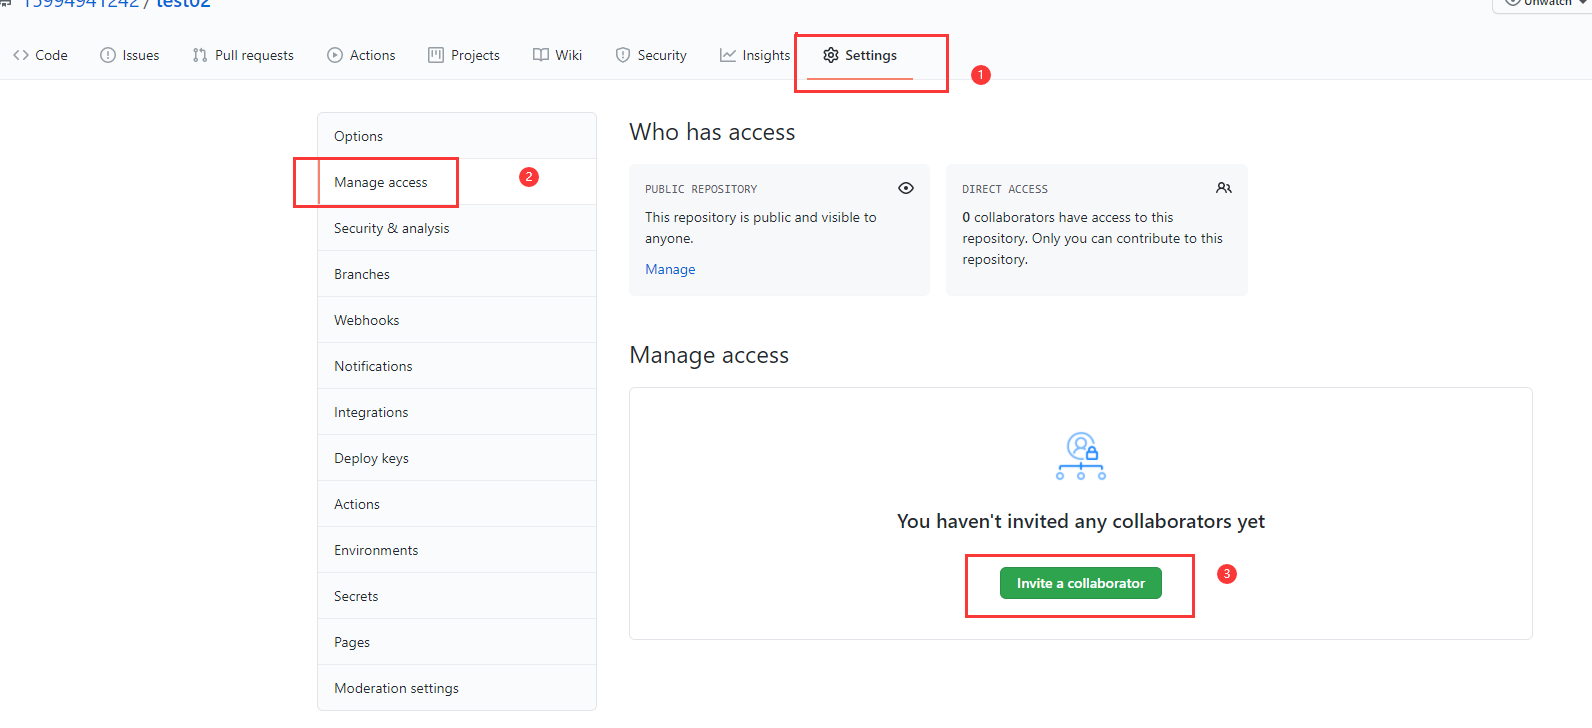 15994941242 / test02
Unwatch
Code Issues Pull requests Actions Projects Wiki Security Insights Settings
1
Options
Manage access
2
Security & analysis
Branches
Webhooks
Notifications
Integrations
Deploy keys
Actions
Environments
Secrets
Pages
Moderation settings
Who has access
PUBLIC REPOSITORY
This repository is public and visible to
anyone.
Manage
DIRECT ACCESS
0 collaborators have access to this
repository. Only you can contribute to this
repository.
Manage access
You haven't invited any collaborators yet
Invite a collaborator
3